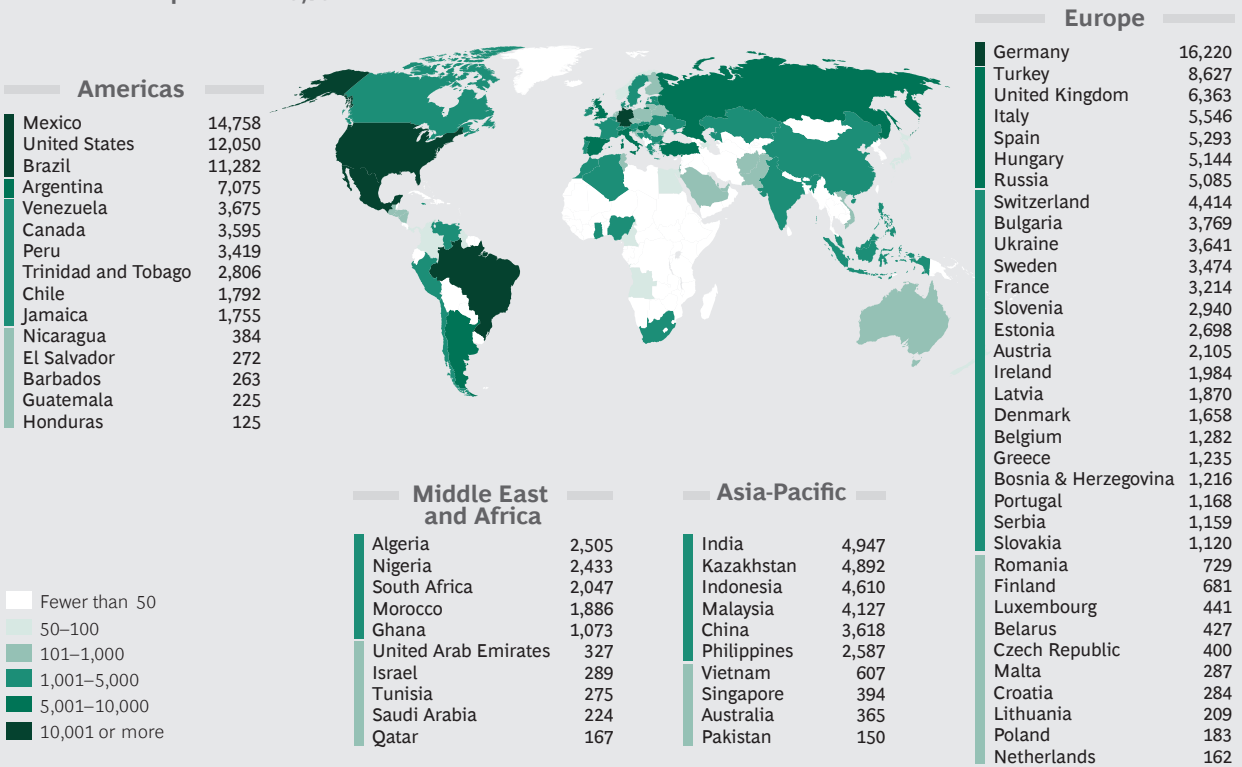 Americas
Mexico 14,758
United States 12,050
Brazil 11,282
Argentina 7,075
Venezuela 3,675
Canada 3,595
Peru 3,419
Trinidad and Tobago 2,806
Chile 1,792
Jamaica 1,755
Nicaragua 384
El Salvador 272
Barbados 263
Guatemala 225
Honduras 125
Fewer than 50
50–100
101–1,000
1,001–5,000
5,001–10,000
10,001 or more
Middle East
and Africa
Algeria 2,505
Nigeria 2,433
South Africa 2,047
Morocco 1,886
Ghana 1,073
United Arab Emirates 327
Israel 289
Tunisia 275
Saudi Arabia 224
Qatar 167
Asia-Pacific
India 4,947
Kazakhstan 4,892
Indonesia 4,610
Malaysia 4,127
China 3,618
Philippines 2,587
Vietnam 607
Singapore 394
Australia 365
Pakistan 150
Europe
Germany 16,220
Turkey 8,627
United Kingdom 6,363
Italy 5,546
Spain 5,293
Hungary 5,144
Russia 5,085
Switzerland 4,414
Bulgaria 3,769
Ukraine 3,641
Sweden 3,474
France 3,214
Slovenia 2,940
Estonia 2,698
Austria 2,105
Ireland 1,984
Latvia 1,870
Denmark 1,658
Belgium 1,282
Greece 1,235
Bosnia & Herzegovina 1,216
Portugal 1,168
Serbia 1,159
Slovakia 1,120
Romania 729
Finland 681
Luxembourg 441
Belarus 427
Czech Republic 400
Malta 287
Croatia 284
Lithuania 209
Poland 183
Netherlands 162